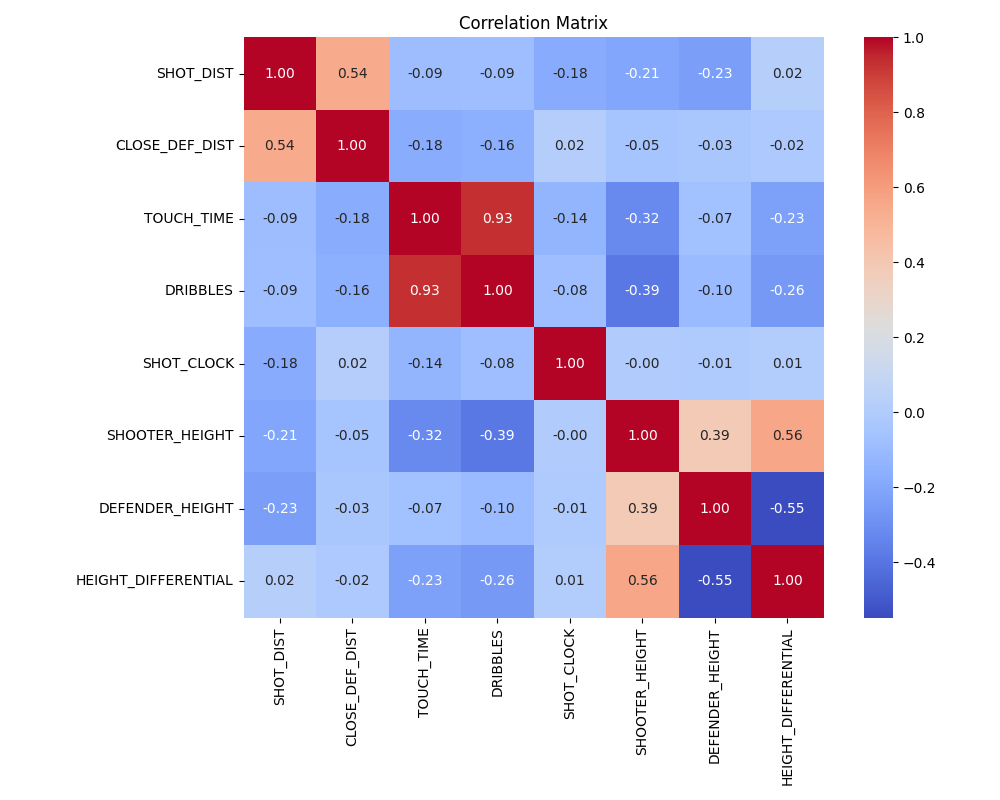 Correlation Matrix
SHOT_DIST 1.00 0.54 -0.09 -0.09 -0.18 -0.21 -0.23 0.02
CLOSE_DEF_DIST 0.54 1.00 -0.18 -0.16 0.02 -0.05 -0.03 -0.02
TOUCH_TIME -0.09 -0.18 1.00 0.93 -0.14 -0.32 -0.07 -0.23
DRIBBLES -0.09 -0.16 0.93 1.00 -0.08 -0.39 -0.10 -0.26
SHOT_CLOCK -0.18 0.02 -0.14 -0.08 1.00 -0.00 -0.01 0.01
SHOOTER_HEIGHT -0.21 -0.05 -0.32 -0.39 -0.00 1.00 0.39 0.56
DEFENDER_HEIGHT -0.23 -0.03 -0.07 -0.10 -0.01 0.39 1.00 -0.55
HEIGHT_DIFFERENTIAL 0.02 -0.02 -0.23 -0.26 0.01 0.56 -0.55 1.00
SHOT_DIST
CLOSE_DEF_DIST
TOUCH_TIME
DRIBBLES
SHOT_CLOCK
SHOOTER_HEIGHT
DEFENDER_HEIGHT
HEIGHT_DIFFERENTIAL
1.0
0.8
0.6
0.4
0.2
0.0
−0.2
−0.4